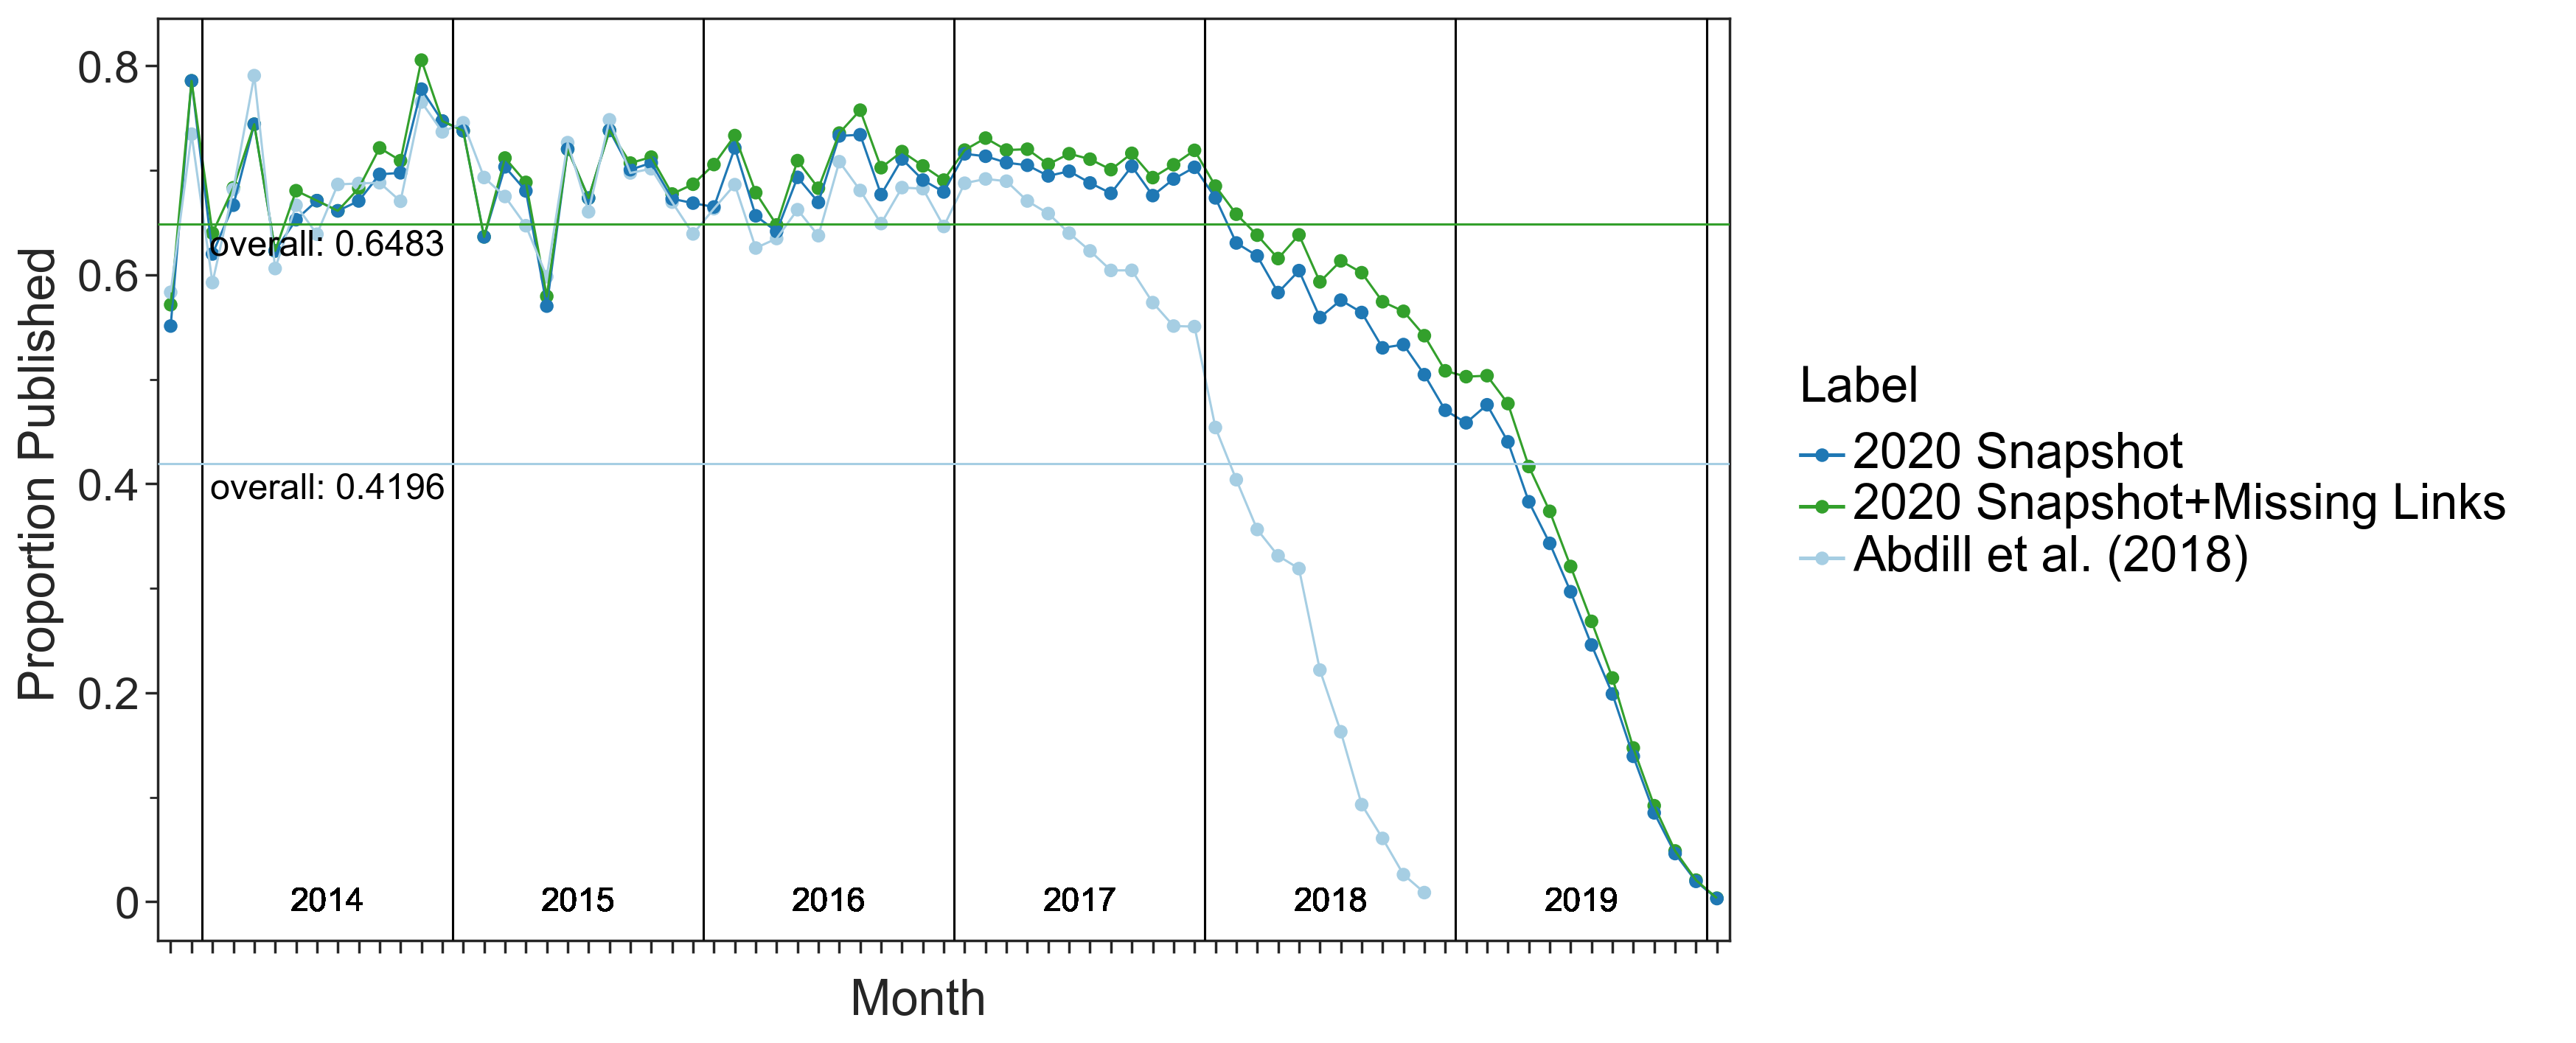 Proportion Published
0.8
0.6
0.4
0.2
0
overall: 0.6483
overall: 0.4196
2014
2015
2016
2017
2018
2019
Month
Label
2020 Snapshot
2020 Snapshot+Missing Links
Abdill et al. (2018)